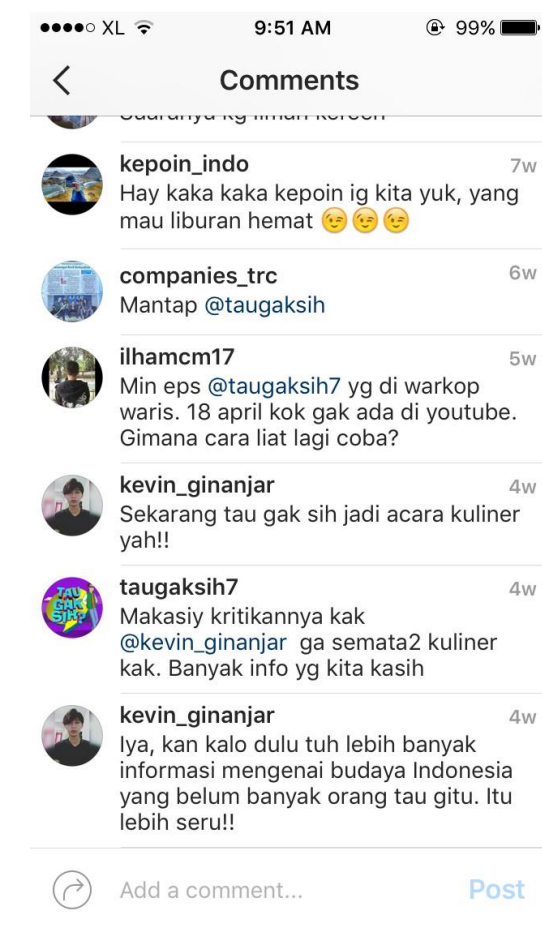 XL 9:51 AM 99%
Comments
kepoin_indo 7w
Hay kaka kaka kepoin ig kita yuk, yang
mau liburan hemat 😉😉😉
companies_trc 6w
Mantap @taugaksih
ilhamcm17 5w
Min eps @taugaksih7 yg di warkop
waris. 18 april kok gak ada di youtube.
Gimana cara liat lagi coba?
kevin_ginanjar 4w
Sekarang tau gak sih jadi acara kuliner
yah!!
TAU
GAK
SIH?
taugaksih7 4w
Makasiy kritikannya kak
@kevin_ginanjar ga semata2 kuliner
kak. Banyak info yg kita kasih
kevin_ginanjar 4w
Iya, kan kalo dulu tuh lebih banyak
informasi mengenai budaya Indonesia
yang belum banyak orang tau gitu. Itu
lebih seru!!
Add a comment... Post